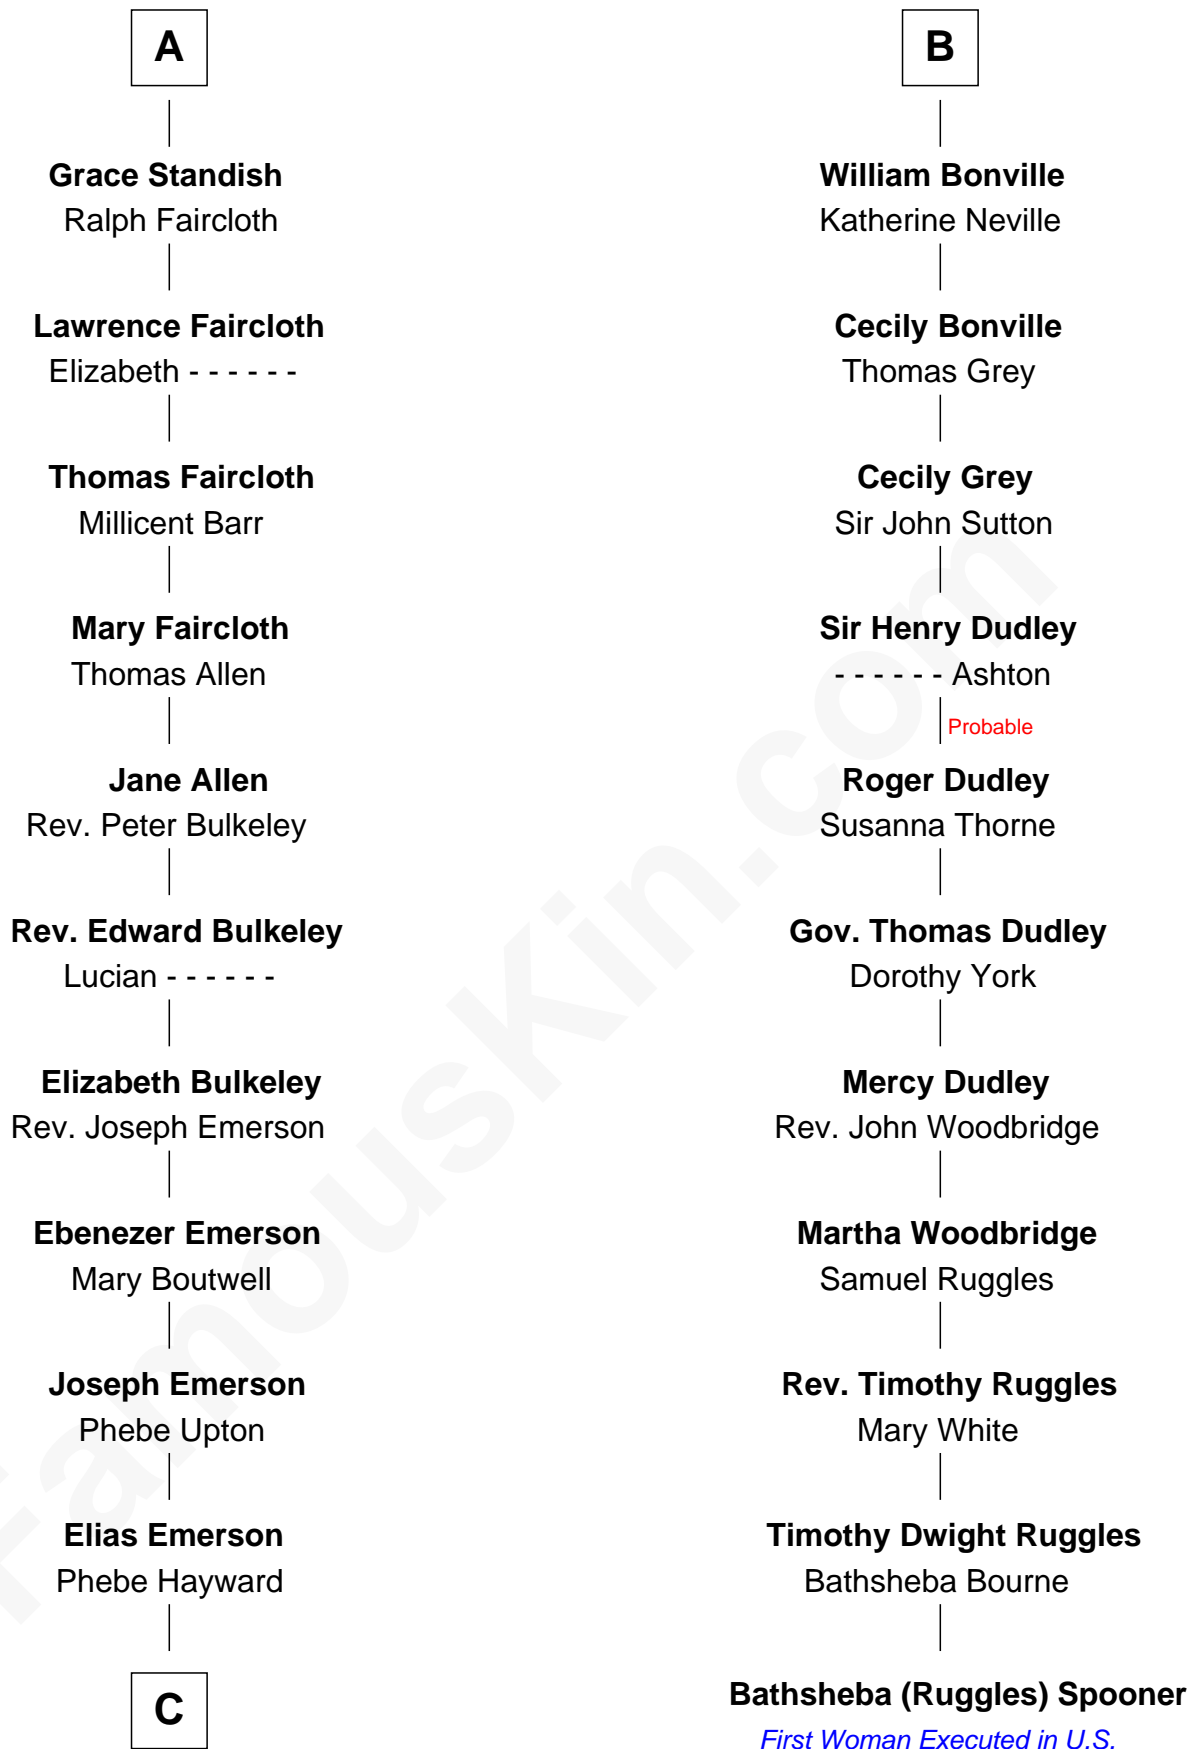 A
Grace Standish
Ralph Faircloth
Lawrence Faircloth
Elizabeth - - - - - -
Thomas Faircloth
Millicent Barr
Mary Faircloth
Thomas Allen
Jane Allen
Rev. Peter Bulkeley
Rev. Edward Bulkeley
Lucian - - - - - -
Elizabeth Bulkeley
Rev. Joseph Emerson
Ebenezer Emerson
Mary Boutwell
Joseph Emerson
Phebe Upton
Elias Emerson
Phebe Hayward
C
B
William Bonville
Katherine Neville
Cecily Bonville
Thomas Grey
Cecily Grey
Sir John Sutton
Sir Henry Dudley
- - - - - - Ashton
Probable
Roger Dudley
Susanna Thorne
Gov. Thomas Dudley
Dorothy York
Mercy Dudley
Rev. John Woodbridge
Martha Woodbridge
Samuel Ruggles
Rev. Timothy Ruggles
Mary White
Timothy Dwight Ruggles
Bathsheba Bourne
Bathsheba (Ruggles) Spooner
First Woman Executed in U.S.
FamousKin.com